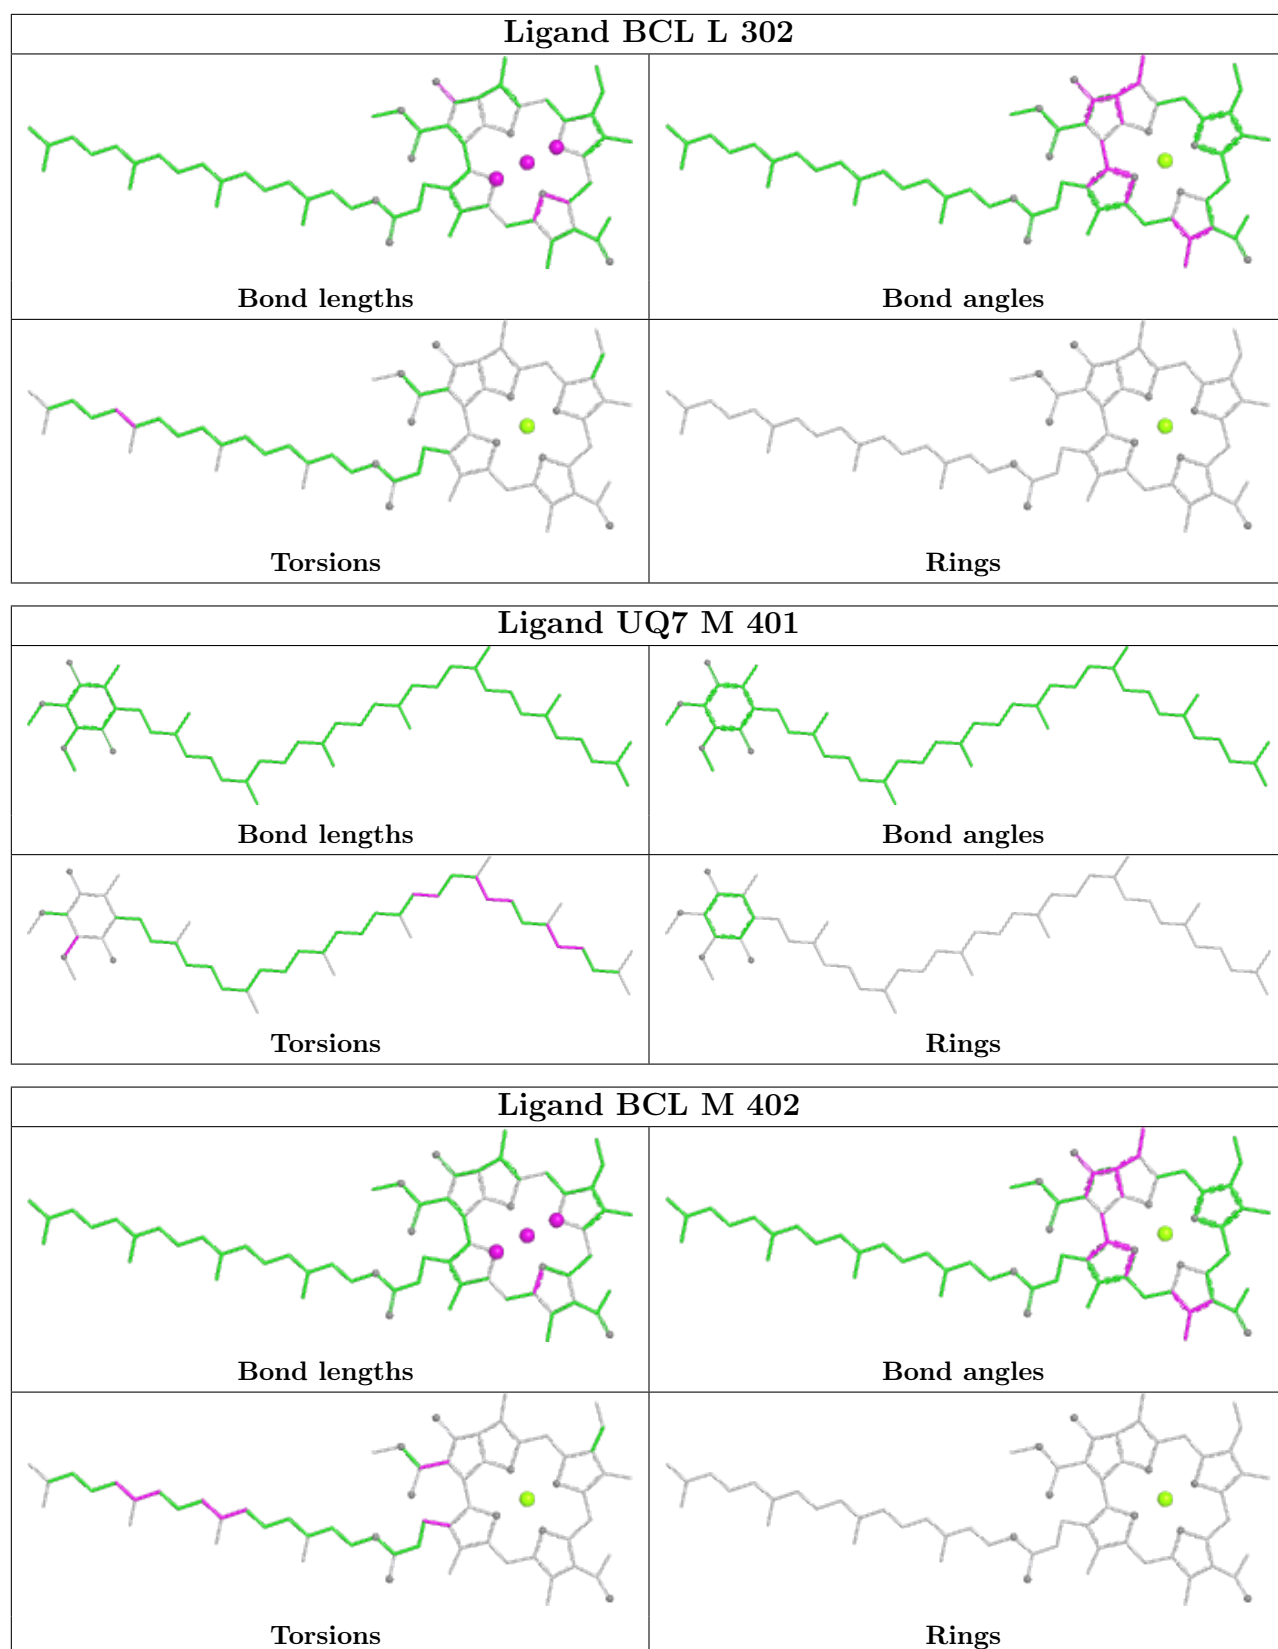 Ligand BCL L 302
Bond lengths
Bond angles
Torsions
Rings
Ligand UQ7 M 401
Bond lengths
Bond angles
Torsions
Rings
Ligand BCL M 402
Bond lengths
Bond angles
Torsions
Rings